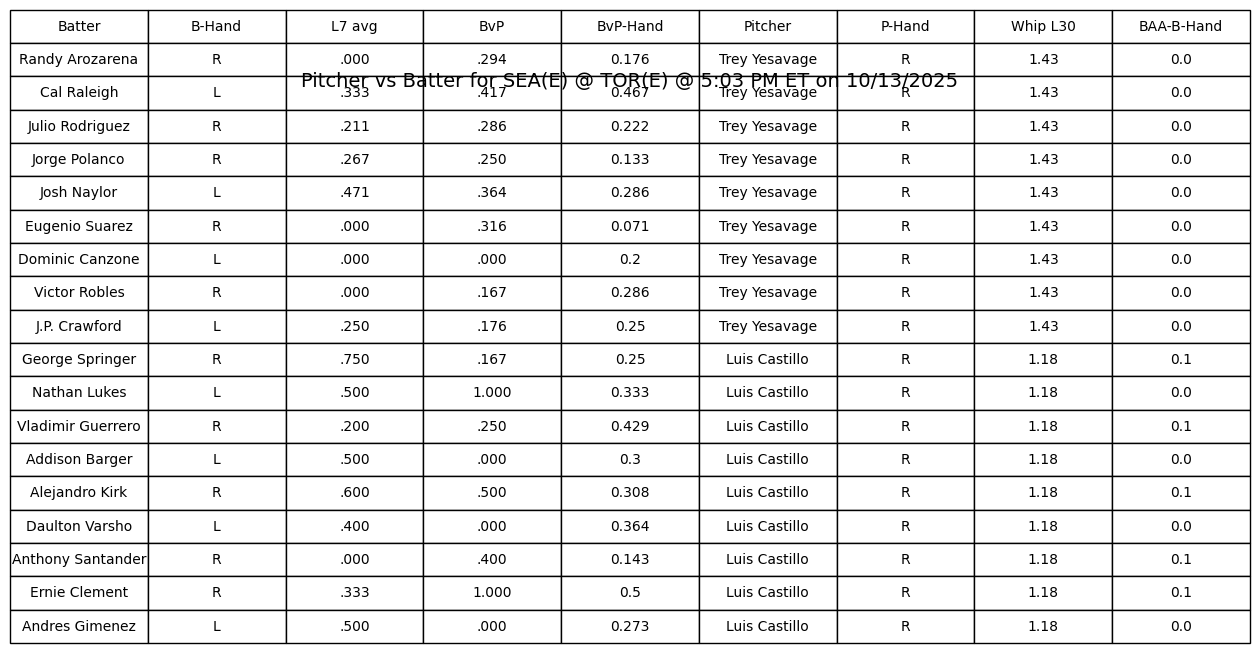 Batter B-Hand L7 avg BvP BvP-Hand Pitcher P-Hand Whip L30 BAA-B-Hand
Randy Arozarena R .000 .294 0.176 Trey Yesavage R 1.43 0.0
Pitcher vs Batter for SEA(E) @ TOR(E) @ 5:03 PM ET on 10/13/2025
Cal Raleigh L .333 .417 0.467 Trey Yesavage R 1.43 0.0
Julio Rodriguez R .211 .286 0.222 Trey Yesavage R 1.43 0.0
Jorge Polanco R .267 .250 0.133 Trey Yesavage R 1.43 0.0
Josh Naylor L .471 .364 0.286 Trey Yesavage R 1.43 0.0
Eugenio Suarez R .000 .316 0.071 Trey Yesavage R 1.43 0.0
Dominic Canzone L .000 .000 0.2 Trey Yesavage R 1.43 0.0
Victor Robles R .000 .167 0.286 Trey Yesavage R 1.43 0.0
J.P. Crawford L .250 .176 0.25 Trey Yesavage R 1.43 0.0
George Springer R .750 .167 0.25 Luis Castillo R 1.18 0.1
Nathan Lukes L .500 1.000 0.333 Luis Castillo R 1.18 0.0
Vladimir Guerrero R .200 .250 0.429 Luis Castillo R 1.18 0.1
Addison Barger L .500 .000 0.3 Luis Castillo R 1.18 0.0
Alejandro Kirk R .600 .500 0.308 Luis Castillo R 1.18 0.1
Daulton Varsho L .400 .000 0.364 Luis Castillo R 1.18 0.0
Anthony Santander R .000 .400 0.143 Luis Castillo R 1.18 0.1
Ernie Clement R .333 1.000 0.5 Luis Castillo R 1.18 0.1
Andres Gimenez L .500 .000 0.273 Luis Castillo R 1.18 0.0